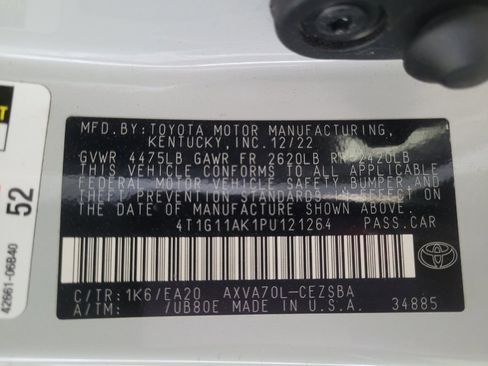 MFD.BY:TOYOTA MOTOR MANUFACTURING,
KENTUCKY,INC.12/22
GVWR 4475LB GAWR FR 2620LB RR 2420LB
THIS VEHICLE CONFORMS TO ALL APPLICABLE
FEDERAL MOTOR VEHICLE SAFETY,BUMPER,AND
THEFT PREVENTION STANDARDS IN EFFECT ON
THE DATE OF MANUFACTURE SHOWN ABOVE.
4T1G11AK1PU121264 PASS.CAR
C/TR:1K6/EA20 AXVA70L-CEZSBA
A/TM: /UB80E MADE IN U.S.A. 34885
52
42661-06B40